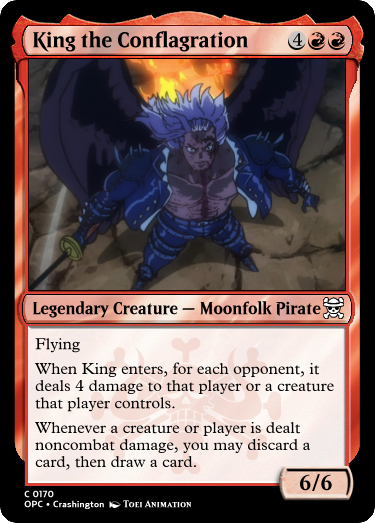 King the Conflagration 4
Legendary Creature — Moonfolk Pirate
Flying
When King enters, for each opponent, it
deals 4 damage to that player or a creature
that player controls.
Whenever a creature or player is dealt
noncombat damage, you may discard a
card, then draw a card.
6/6
C 0170
OPC • Crashington TOEI ANIMATION